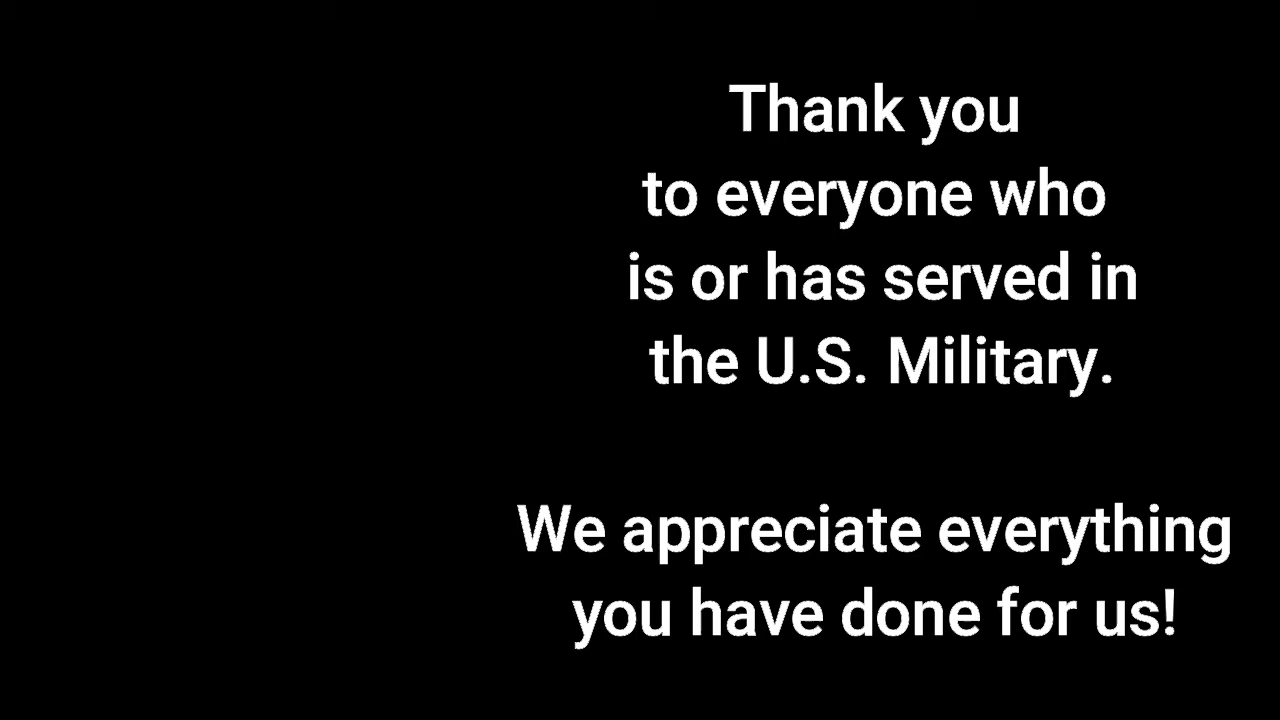 Thank you
to everyone who
is or has served in
the U.S. Military.
We appreciate everything
you have done for us!